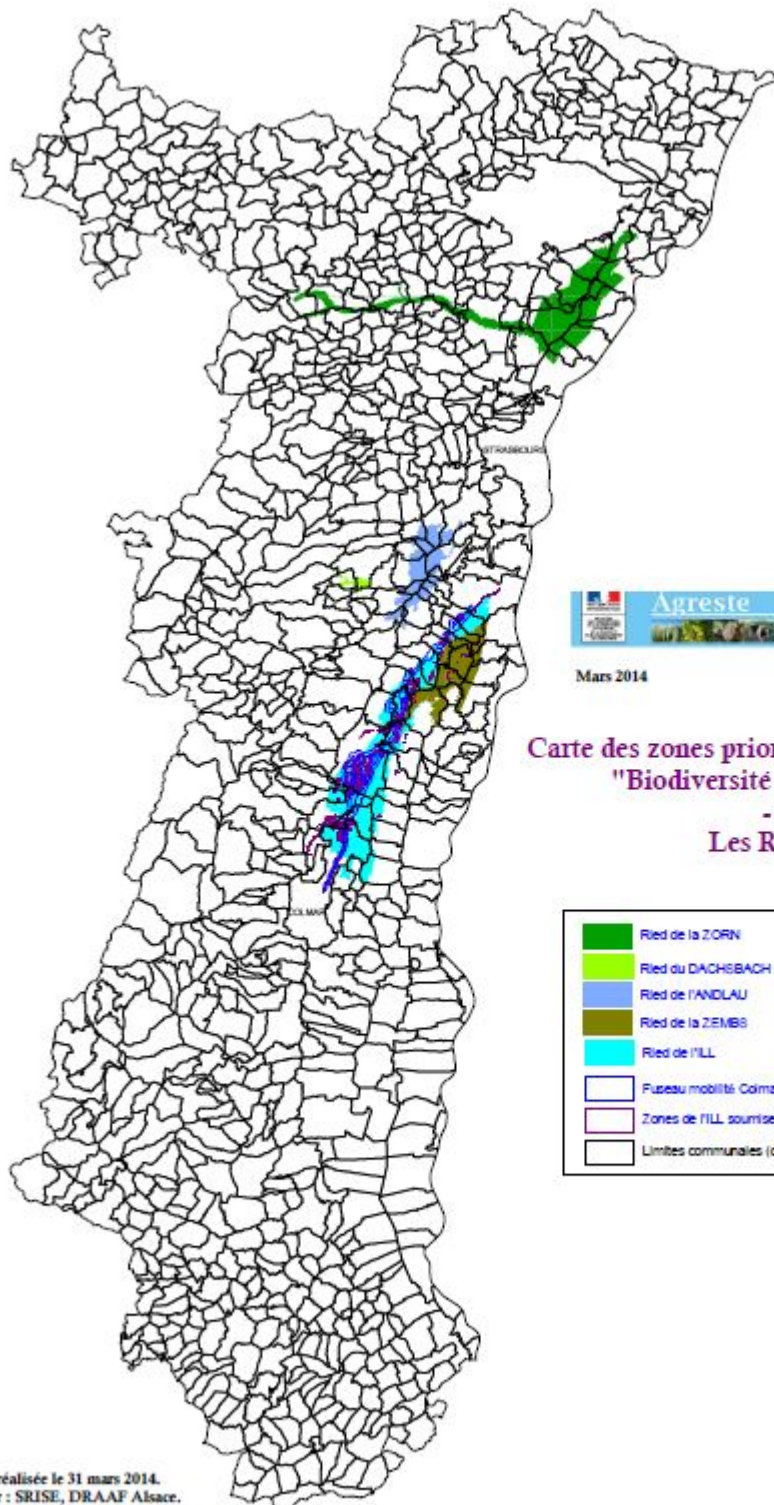 STRASBOURG
Agreste
Mars 2014
Carte des zones prior
"Biodiversité
-
Les R
COLMAR
Ried de la ZORN
Ried du DACHSBACH
Ried de l'ANDLAU
Ried de la ZEMBS
Ried de l'ILL
Fuseau mobilité Colma
Zones de l'ILL soumise
Limites communales (c
réalisée le 31 mars 2014.
r : SRISE, DRAAF Alsace.